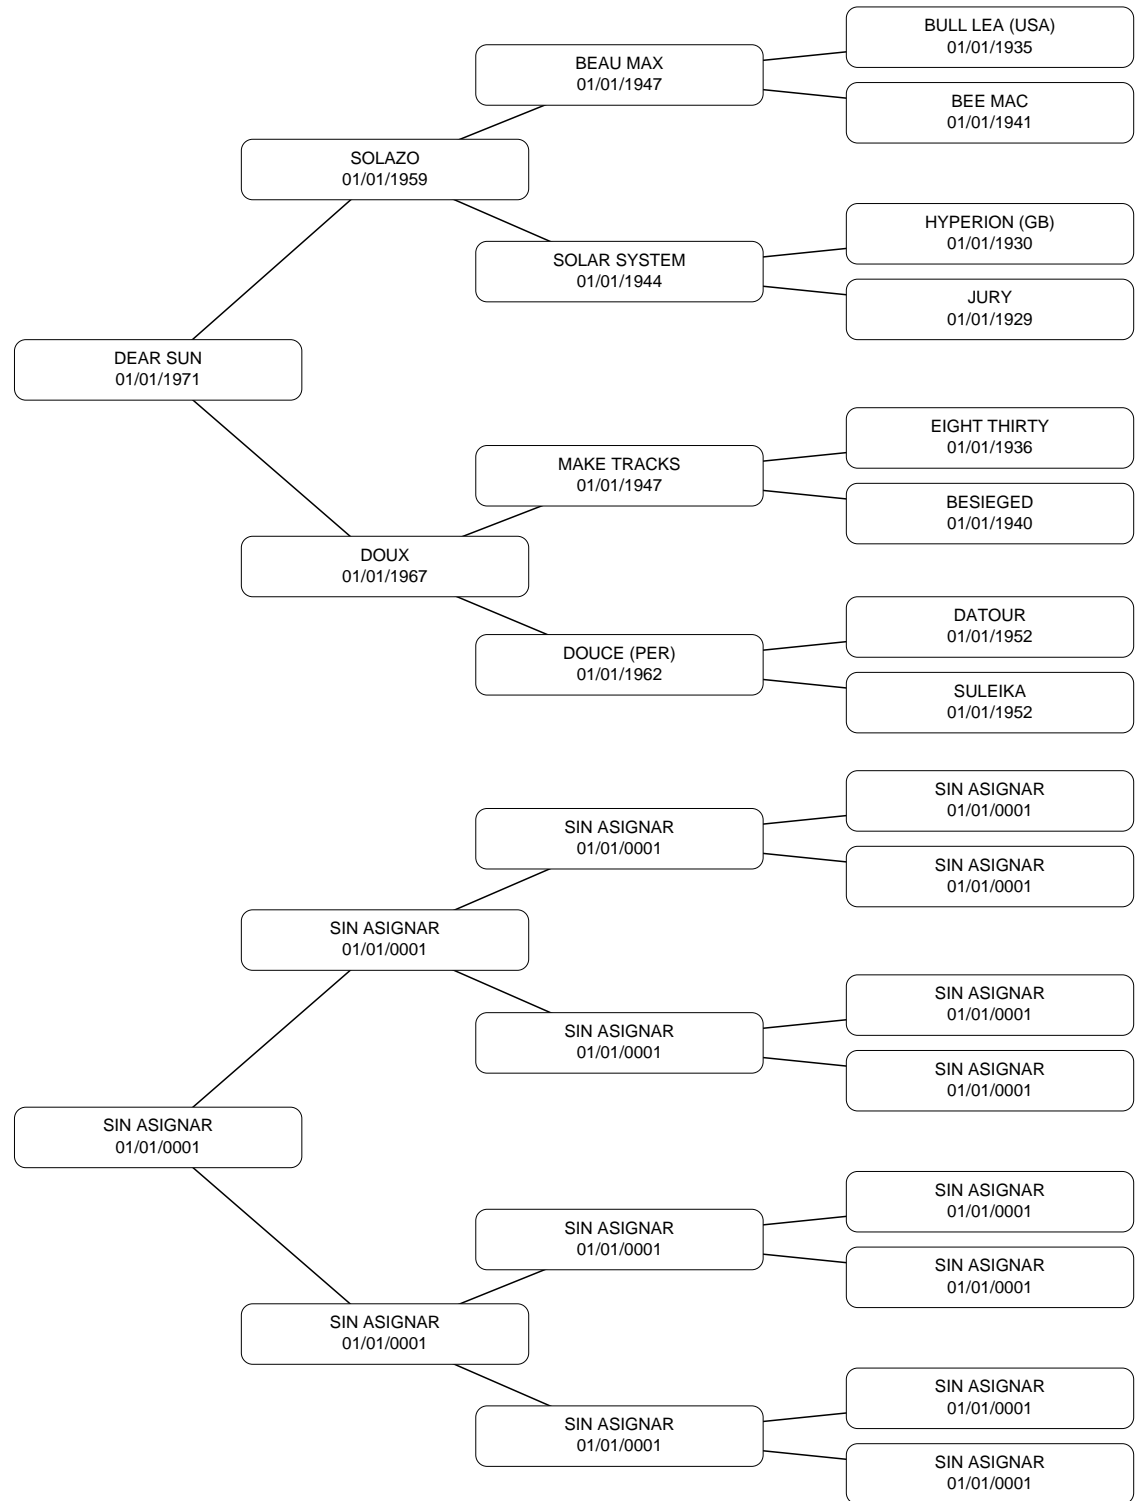 BULL LEA (USA)
01/01/1935
BEAU MAX
01/01/1947
BEE MAC
01/01/1941
SOLAZO
01/01/1959
HYPERION (GB)
01/01/1930
SOLAR SYSTEM
01/01/1944
JURY
01/01/1929
DEAR SUN
01/01/1971
EIGHT THIRTY
01/01/1936
MAKE TRACKS
01/01/1947
BESIEGED
01/01/1940
DOUX
01/01/1967
DATOUR
01/01/1952
DOUCE (PER)
01/01/1962
SULEIKA
01/01/1952
SIN ASIGNAR
01/01/0001
SIN ASIGNAR
01/01/0001
SIN ASIGNAR
01/01/0001
SIN ASIGNAR
01/01/0001
SIN ASIGNAR
01/01/0001
SIN ASIGNAR
01/01/0001
SIN ASIGNAR
01/01/0001
SIN ASIGNAR
01/01/0001
SIN ASIGNAR
01/01/0001
SIN ASIGNAR
01/01/0001
SIN ASIGNAR
01/01/0001
SIN ASIGNAR
01/01/0001
SIN ASIGNAR
01/01/0001
SIN ASIGNAR
01/01/0001
SIN ASIGNAR
01/01/0001